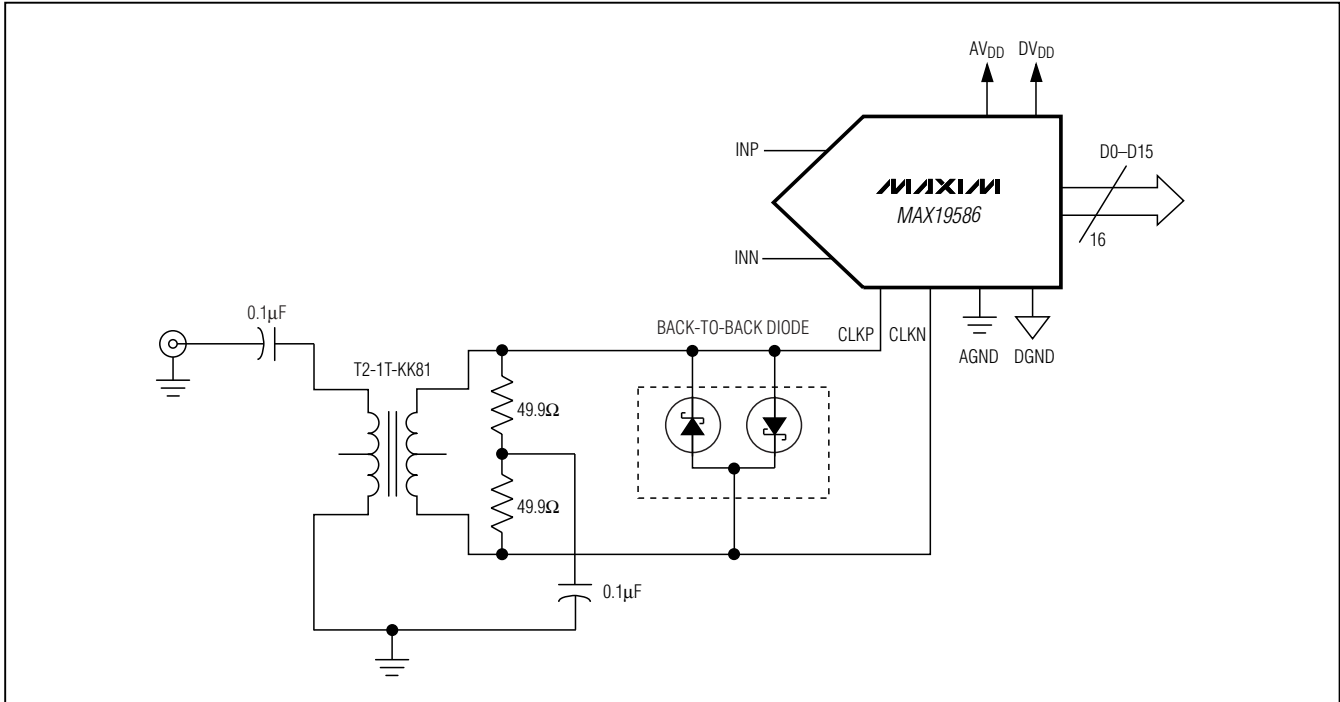 AVDD DVDD
INP
D0–D15
MAXIM
MAX19586
16
INN
0.1µF
BACK-TO-BACK DIODE
CLKP CLKN
AGND DGND
T2-1T-KK81
49.9Ω
49.9Ω
0.1µF